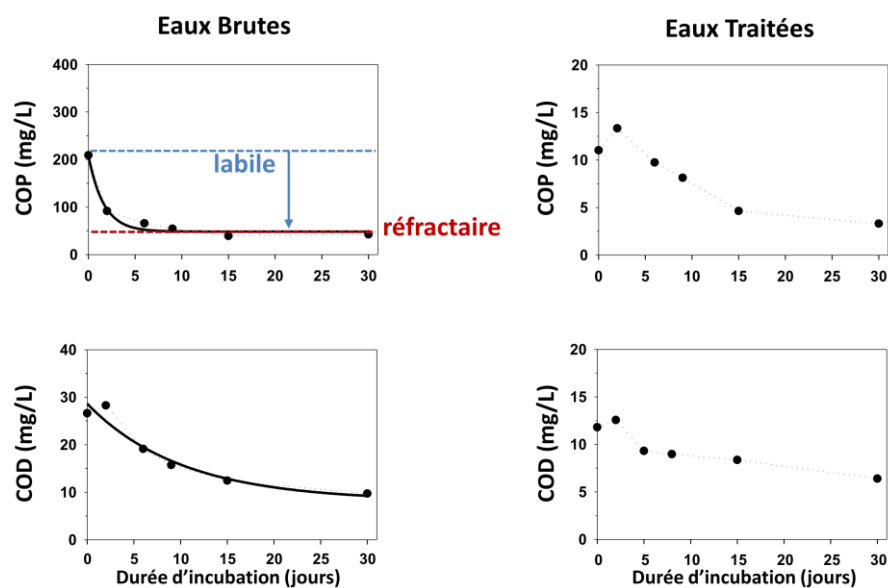 Eaux Brutes
Eaux Traitées
COP (mg/L)
400
300
200
100
0
labile
réfractaire
0 5 10 15 20 25 30
COP (mg/L)
20
15
10
5
0
0 5 10 15 20 25 30
COD (mg/L)
40
30
20
10
0
0 5 10 15 20 25 30
Durée d'incubation (jours)
COD (mg/L)
20
15
10
5
0
0 5 10 15 20 25 30
Durée d'incubation (jours)